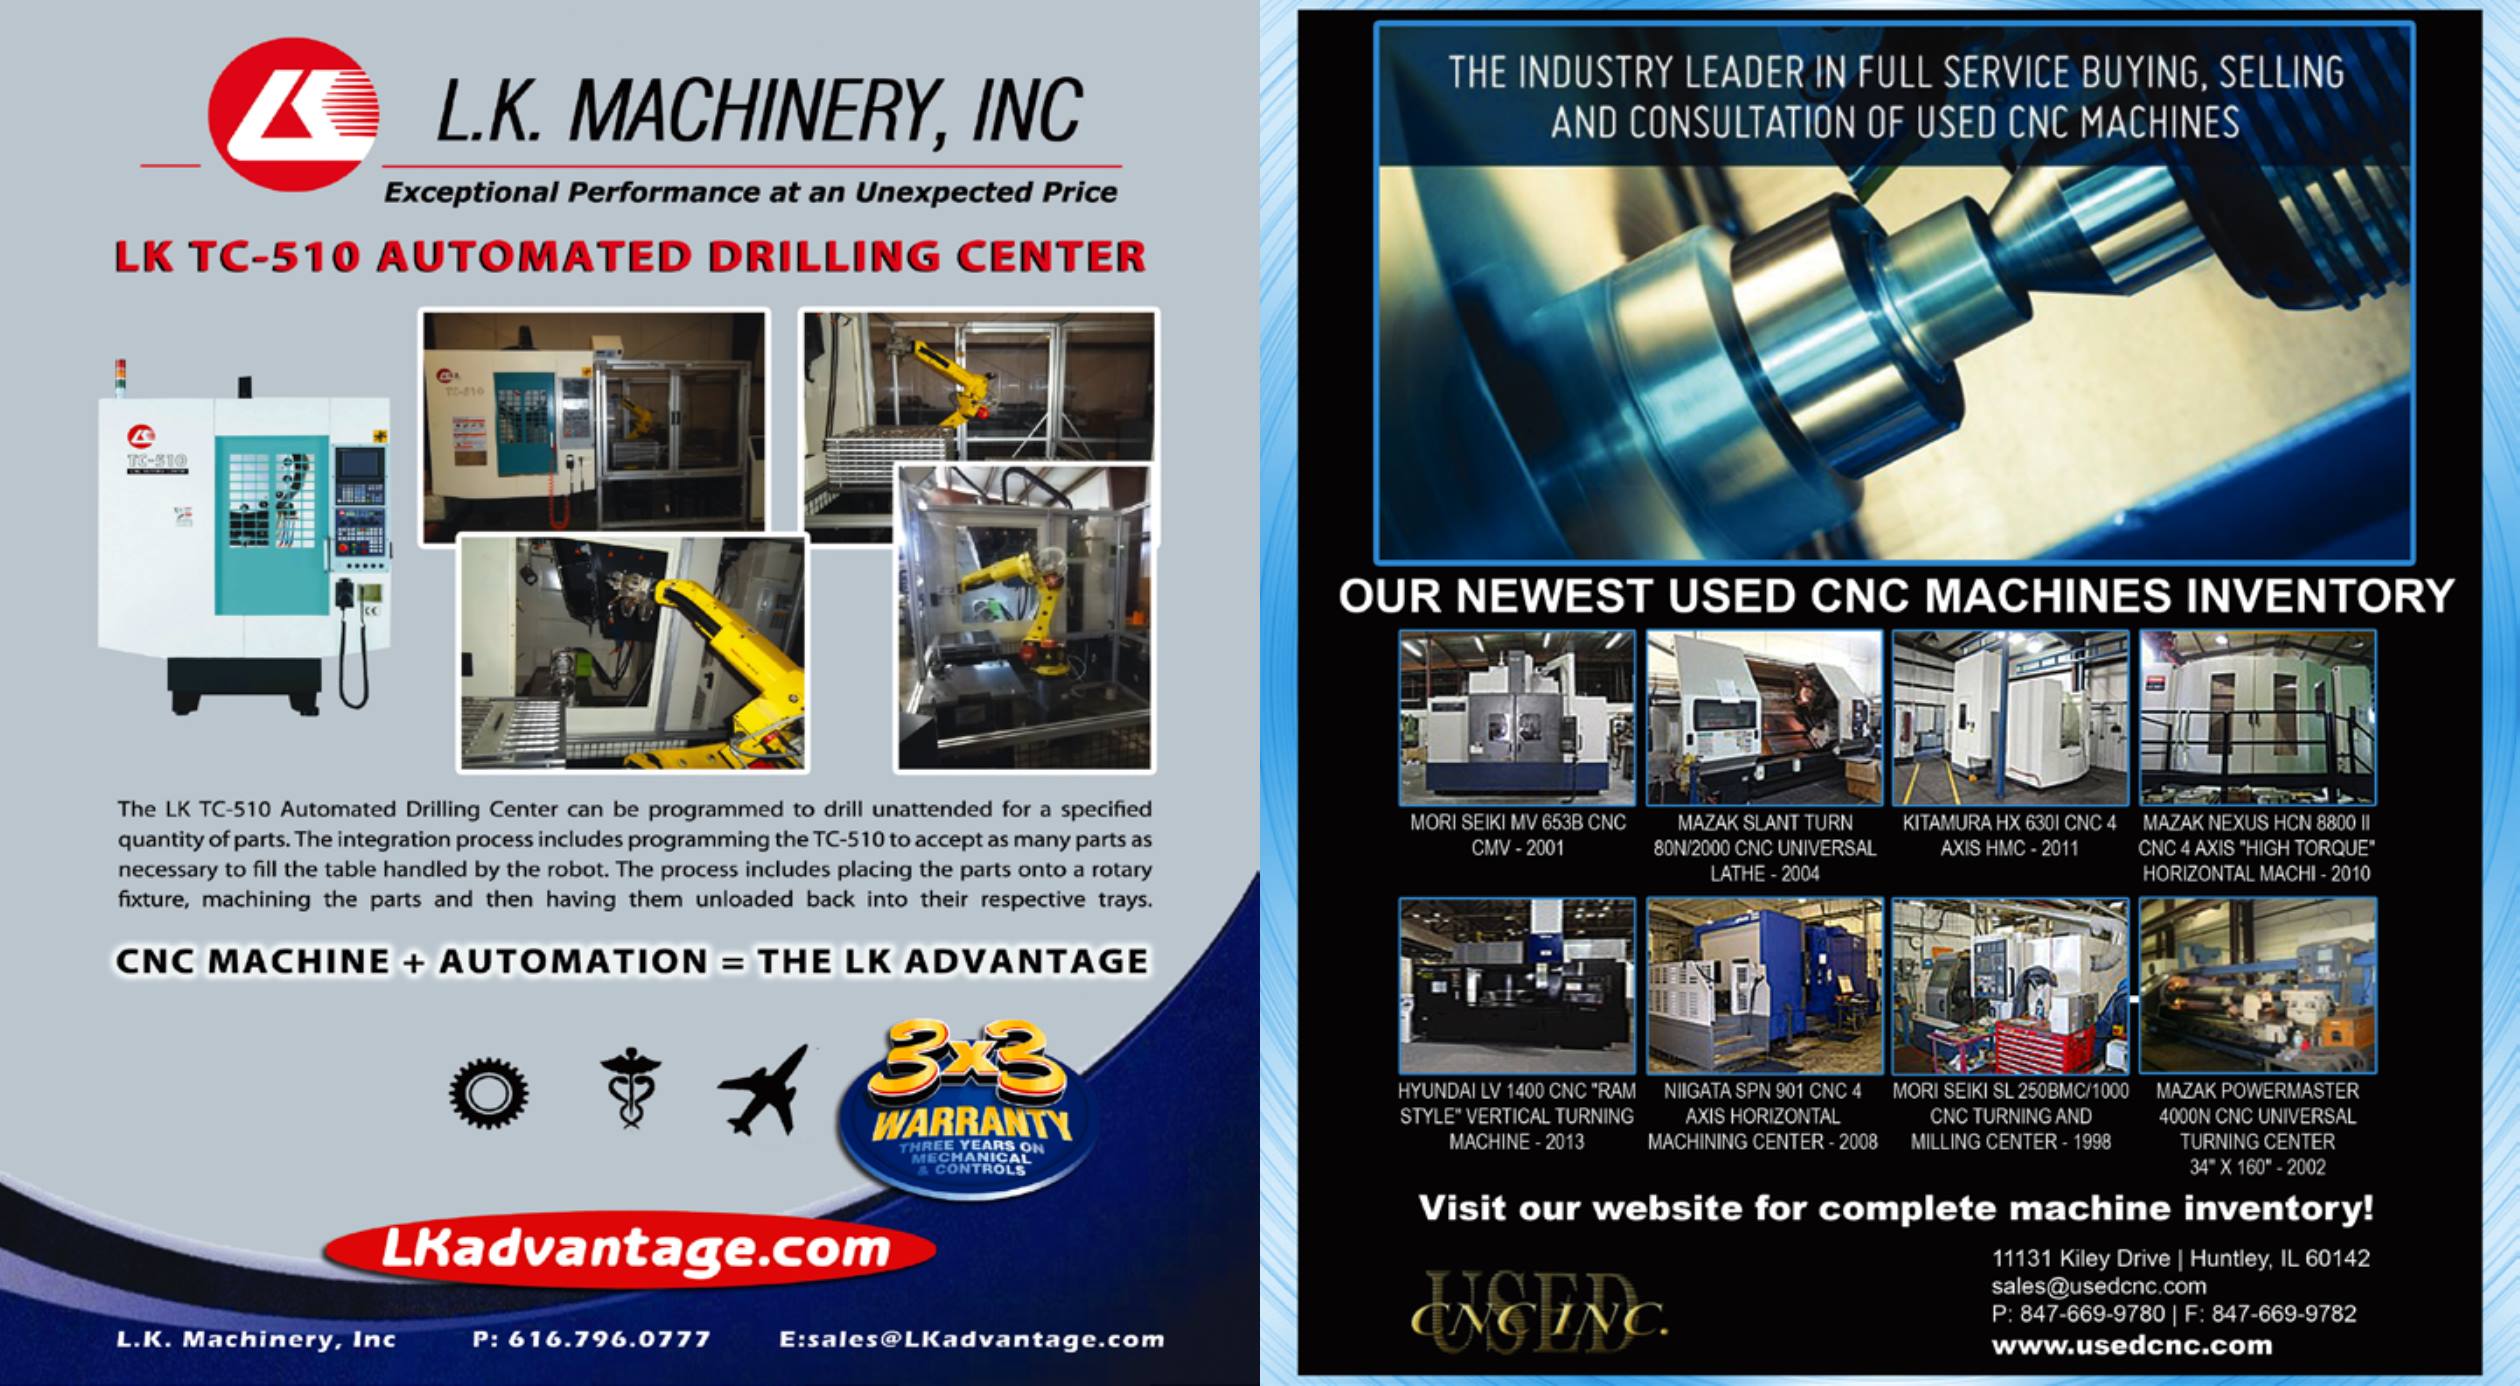 L.K. MACHINERY, INC
Exceptional Performance at an Unexpected Price
LK TC-510 AUTOMATED DRILLING CENTER
TC-510
TC-510
The LK TC-510 Automated Drilling Center can be programmed to drill unattended for a specified
quantity of parts. The integration process includes programming the TC-510 to accept as many parts as
necessary to fill the table handled by the robot. The process includes placing the parts onto a rotary
fixture, machining the parts and then having them unloaded back into their respective trays.
CNC MACHINE + AUTOMATION = THE LK ADVANTAGE
3x3
WARRANTY
THREE YEARS ON
MECHANICAL
& CONTROLS
LKadvantage.com
L.K. Machinery, Inc P: 616.796.0777 E:sales@LKadvantage.com
THE INDUSTRY LEADER IN FULL SERVICE BUYING, SELLING
AND CONSULTATION OF USED CNC MACHINES
OUR NEWEST USED CNC MACHINES INVENTORY
MORI SEIKI MV 653B CNC
CMV - 2001
MAZAK SLANT TURN
80N/2000 CNC UNIVERSAL
LATHE - 2004
KITAMURA HX 630I CNC 4
AXIS HMC - 2011
MAZAK NEXUS HCN 8800 II
CNC 4 AXIS "HIGH TORQUE"
HORIZONTAL MACHI - 2010
HYUNDAI LV 1400 CNC "RAM
STYLE" VERTICAL TURNING
MACHINE - 2013
NIIGATA SPN 901 CNC 4
AXIS HORIZONTAL
MACHINING CENTER - 2008
MORI SEIKI SL 250BMC/1000
CNC TURNING AND
MILLING CENTER - 1998
MAZAK POWERMASTER
4000N CNC UNIVERSAL
TURNING CENTER
34" X 160" - 2002
Visit our website for complete machine inventory!
USED
CNC INC.
11131 Kiley Drive | Huntley, IL 60142
sales@usedcnc.com
P: 847-669-9780 | F: 847-669-9782
www.usedcnc.com